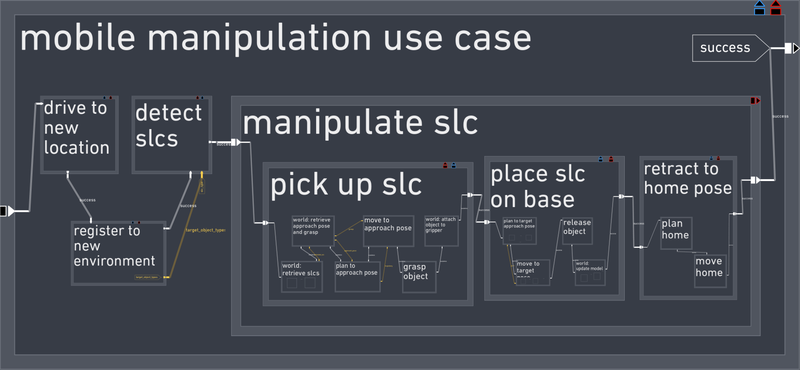 mobile manipulation use case
success
drive to
new
location
detect
slcs
register to
new
environment
success
success
target_object_type:
manipulate slc
success
pick up slc
world: retrieve
approach pose
and grasp
move to
approach pose
world: attach
object to
gripper
world:
retrieve slcs
plan to
approach pose
grasp
object
place slc
on base
plan to target
approach pose
release
object
move to
target
world:
update model
retract to
home pose
plan
home
move
home
success